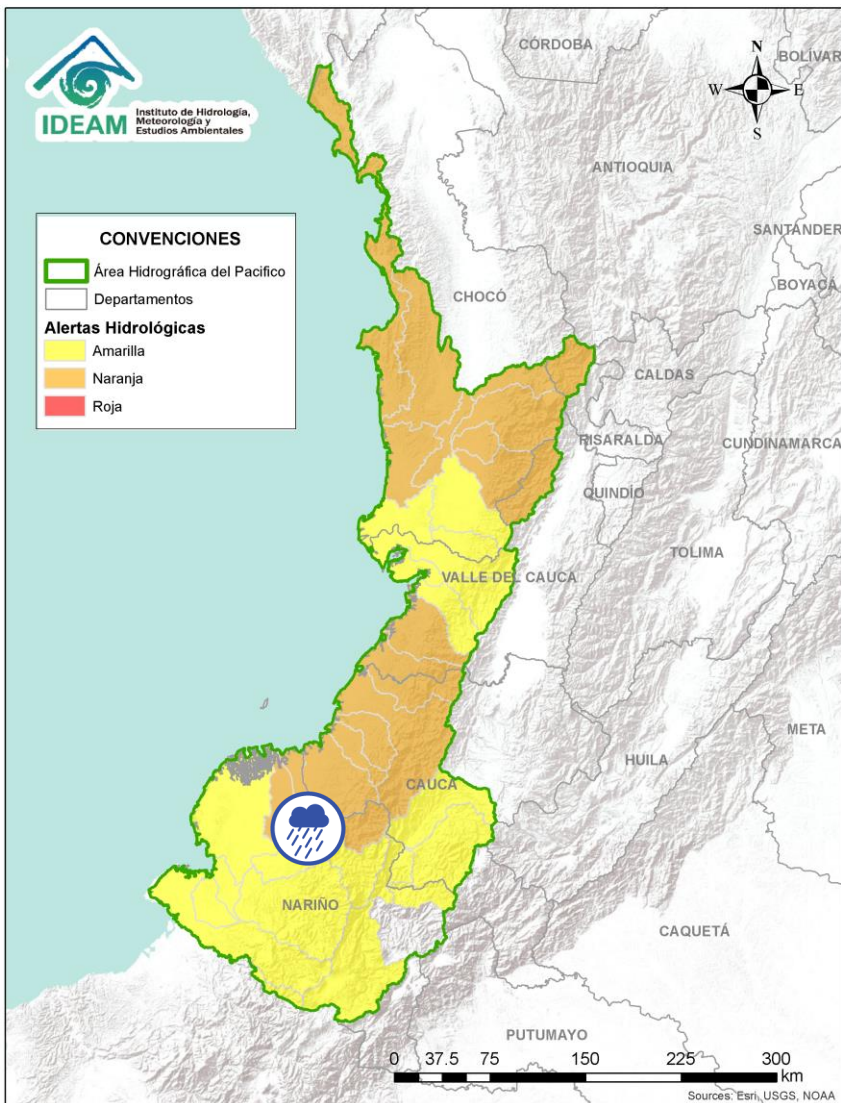 IDEAM
Instituto de Hidrología,
Meteorología y
Estudios Ambientales
CÓRDOBA
BOLÍVAR
N
W
E
S
ANTIOQUIA
SANTANDER
BOYACÁ
CONVENCIONES
Área Hidrográfica del Pacifico
Departamentos
Alertas Hidrológicas
Amarilla
Naranja
Roja
CHOCÓ
CALDAS
RISARALDA
CUNDINAMARCA
QUINDÍO
TOLIMA
VALLE DEL CAUCA
META
HUILA
CAUCA
NARIÑO
CAQUETÁ
PUTUMAYO
0 37.5 75 150 225 300
km
Sources: Esri, USGS, NOAA